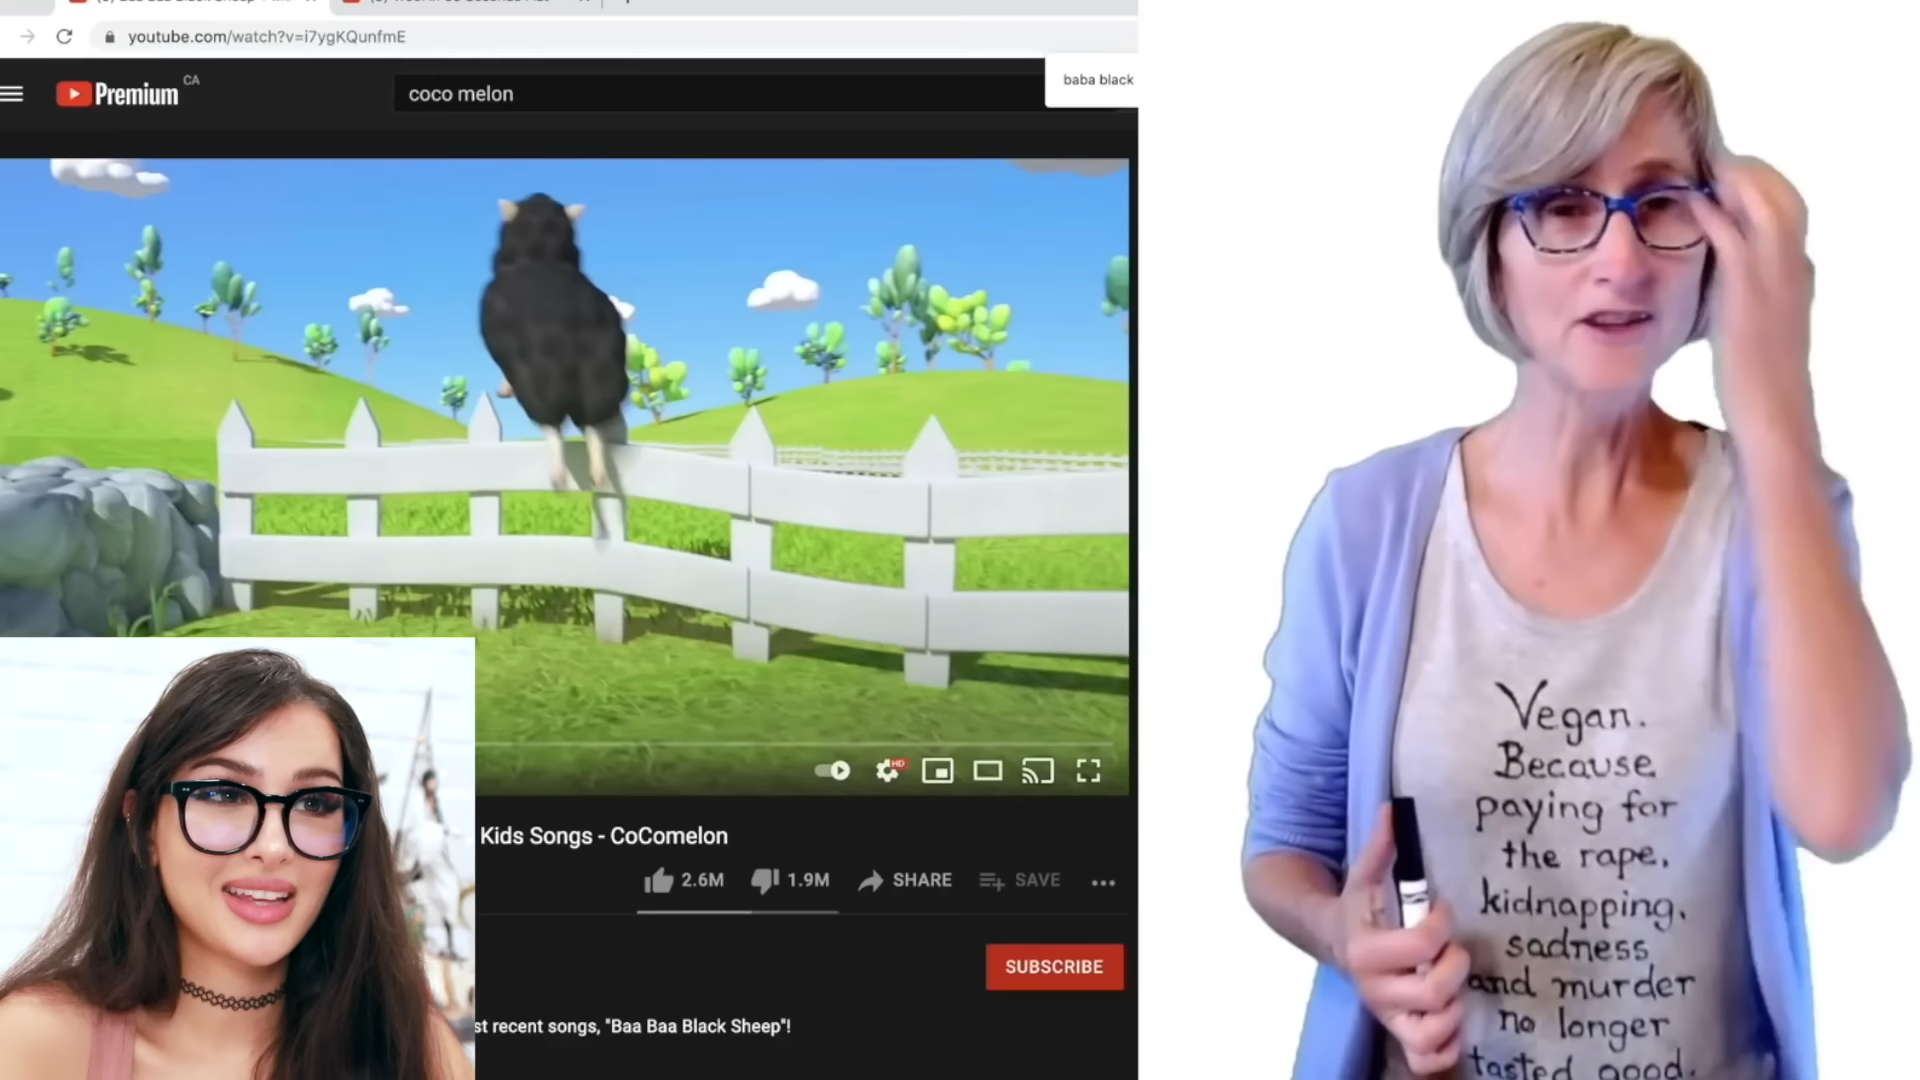 youtube.com/watch?v=i7ygKQunfmE
Premium CA
coco melon
baba black
HD
Kids Songs - CoComelon
2.6M 1.9M SHARE SAVE
SUBSCRIBE
st recent songs, "Baa Baa Black Sheep"!
Vegan.
Because
paying for
the rape,
kidnapping,
sadness
and murder
no longer
tasted good.